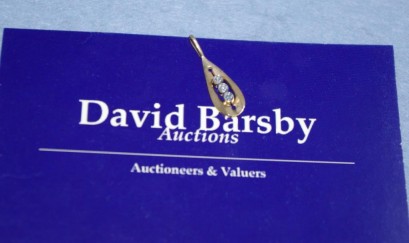 David Barsby
Auctions
Auctioneers & Valuers